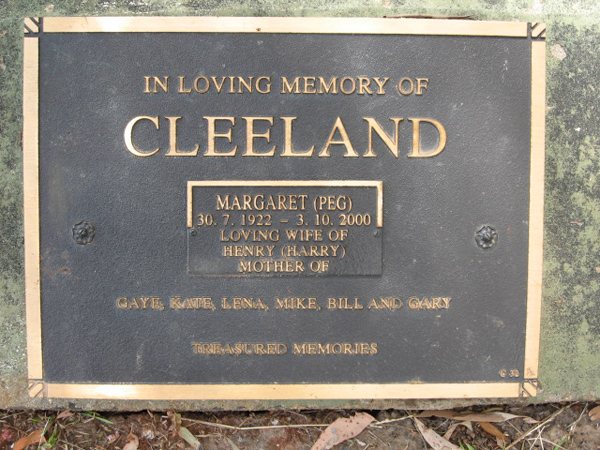 IN LOVING MEMORY OF
CLEELAND
MARGARET (PEG)
30. 7. 1922 – 3. 10. 2000
LOVING WIFE OF
HENRY (HARRY)
MOTHER OF
GAYE, KATE, LENA, MIKE, BILL AND GARY
TREASURED MEMORIES